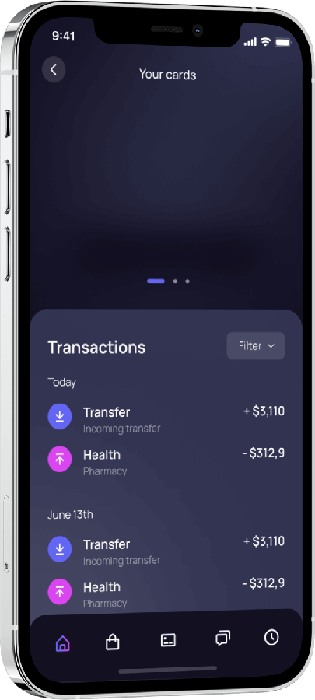 9:41
Your cards
Transactions
Filter
Today
Transfer + $3,110
Incoming transfer
Health - $312,9
Pharmacy
June 13th
Transfer + $3,110
Incoming transfer
Health - $312,9
Pharmacy